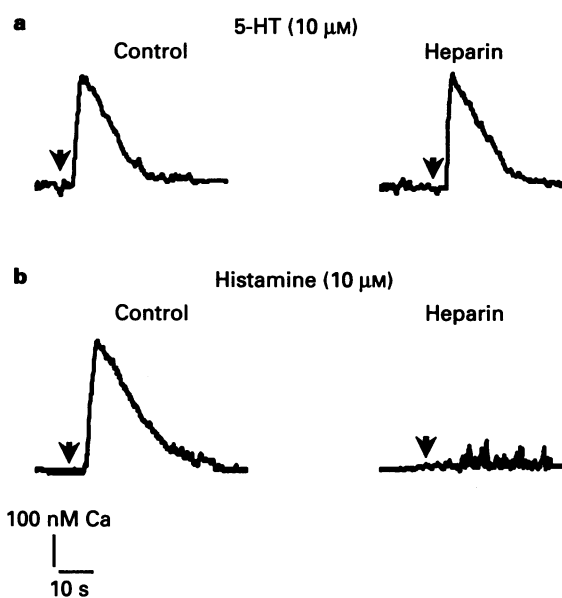 a
5-HT (10 μM)
Control
Heparin
b
Histamine (10 μM)
Control
Heparin
100 nM Ca
10 s